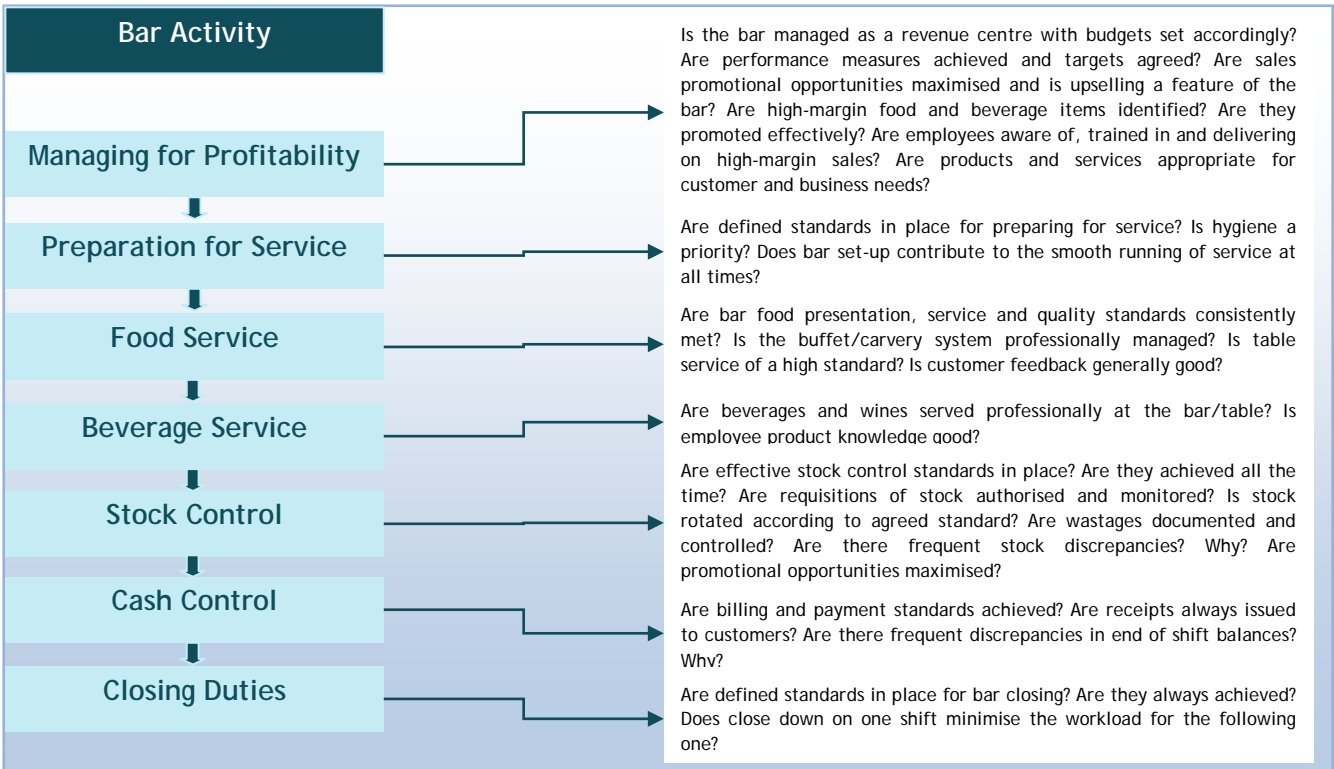 Bar Activity
Is the bar managed as a revenue centre with budgets set accordingly?
Are performance measures achieved and targets agreed? Are sales
promotional opportunities maximised and is upselling a feature of the
bar? Are high-margin food and beverage items identified? Are they
promoted effectively? Are employees aware of, trained in and delivering
on high-margin sales? Are products and services appropriate for
customer and business needs?
Managing for Profitability
Preparation for Service
Are defined standards in place for preparing for service? Is hygiene a
priority? Does bar set-up contribute to the smooth running of service at
all times?
Food Service
Are bar food presentation, service and quality standards consistently
met? Is the buffet/carvery system professionally managed? Is table
service of a high standard? Is customer feedback generally good?
Beverage Service
Are beverages and wines served professionally at the bar/table? Is
employee product knowledge good?
Stock Control
Are effective stock control standards in place? Are they achieved all the
time? Are requisitions of stock authorised and monitored? Is stock
rotated according to agreed standard? Are wastages documented and
controlled? Are there frequent stock discrepancies? Why? Are
promotional opportunities maximised?
Cash Control
Are billing and payment standards achieved? Are receipts always issued
to customers? Are there frequent discrepancies in end of shift balances?
Why?
Closing Duties
Are defined standards in place for bar closing? Are they always achieved?
Does close down on one shift minimise the workload for the following
one?